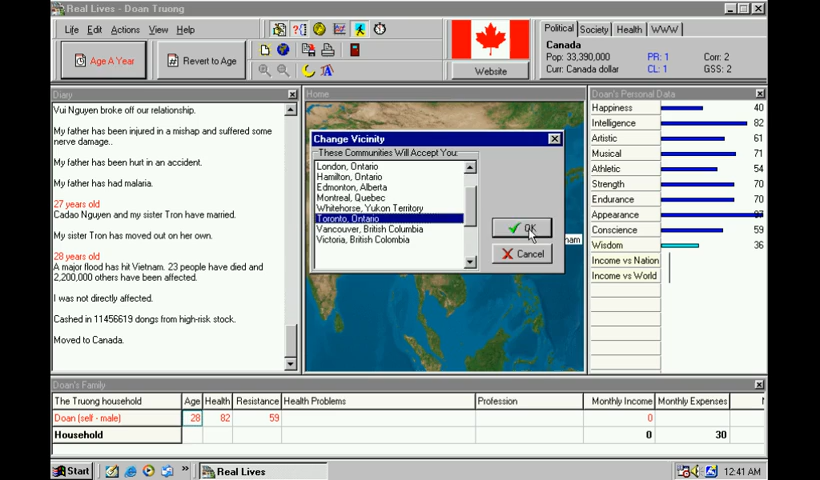 Real Lives - Doan Truong
Life Edit Actions View Help
Age A Year
Revert to Age
Website
Political Society Health WWW
Canada
Pop: 33,390,000 PR: 1 Corr: 2
Curr: Canada dollar CL: 1 GSS: 2
Diary
Vui Nguyen broke off our relationship.
My father has been injured in a mishap and suffered some
nerve damage..
My father has been hurt in an accident.
My father has had malaria.
27 years old
Cadao Nguyen and my sister Tron have married.
My sister Tron has moved out on her own.
28 years old
A major flood has hit Vietnam. 23 people have died and
2,200,000 others have been affected.
I was not directly affected.
Cashed in 11456619 dongs from high-risk stock.
Moved to Canada.
Home
Change Vicinity
These Communities Will Accept You:
London, Ontario
Hamilton, Ontario
Edmonton, Alberta
Montreal, Quebec
Whitehorse, Yukon Territory
Toronto, Ontario
Vancouver, British Columbia
Victoria, British Columbia
OK
Cancel
Doan's Personal Data
Happiness 40
Intelligence 82
Artistic 61
Musical 71
Athletic 54
Strength 70
Endurance 70
Appearance
Conscience 59
Wisdom 36
Income vs Nation
Income vs World
Doan's Family
The Truong household Age Health Resistance Health Problems Profession Monthly Income Monthly Expenses
Doan (self - male) 28 82 59 0
Household 0 30
Start
Real Lives
12:41 AM